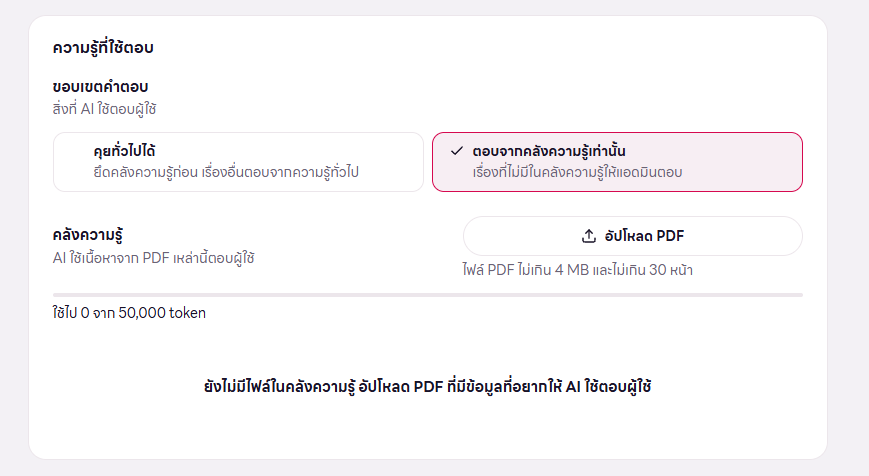 ความรู้ที่ใช้ตอบ
ขอบเขตคำตอบ
สิ่งที่ AI ใช้ตอบผู้ใช้
คุยทั่วไปได้
ยึดคลังความรู้ก่อน เรื่องอื่นตอบจากความรู้ทั่วไป
ตอบจากคลังความรู้เท่านั้น
เรื่องที่ไม่มีในคลังความรู้ให้แอดมินตอบ
คลังความรู้
AI ใช้เนื้อหาจาก PDF เหล่านี้ตอบผู้ใช้
อัปโหลด PDF
ไฟล์ PDF ไม่เกิน 4 MB และไม่เกิน 30 หน้า
ใช้ไป 0 จาก 50,000 token
ยังไม่มีไฟล์ในคลังความรู้ อัปโหลด PDF ที่มีข้อมูลที่อยากให้ AI ใช้ตอบผู้ใช้